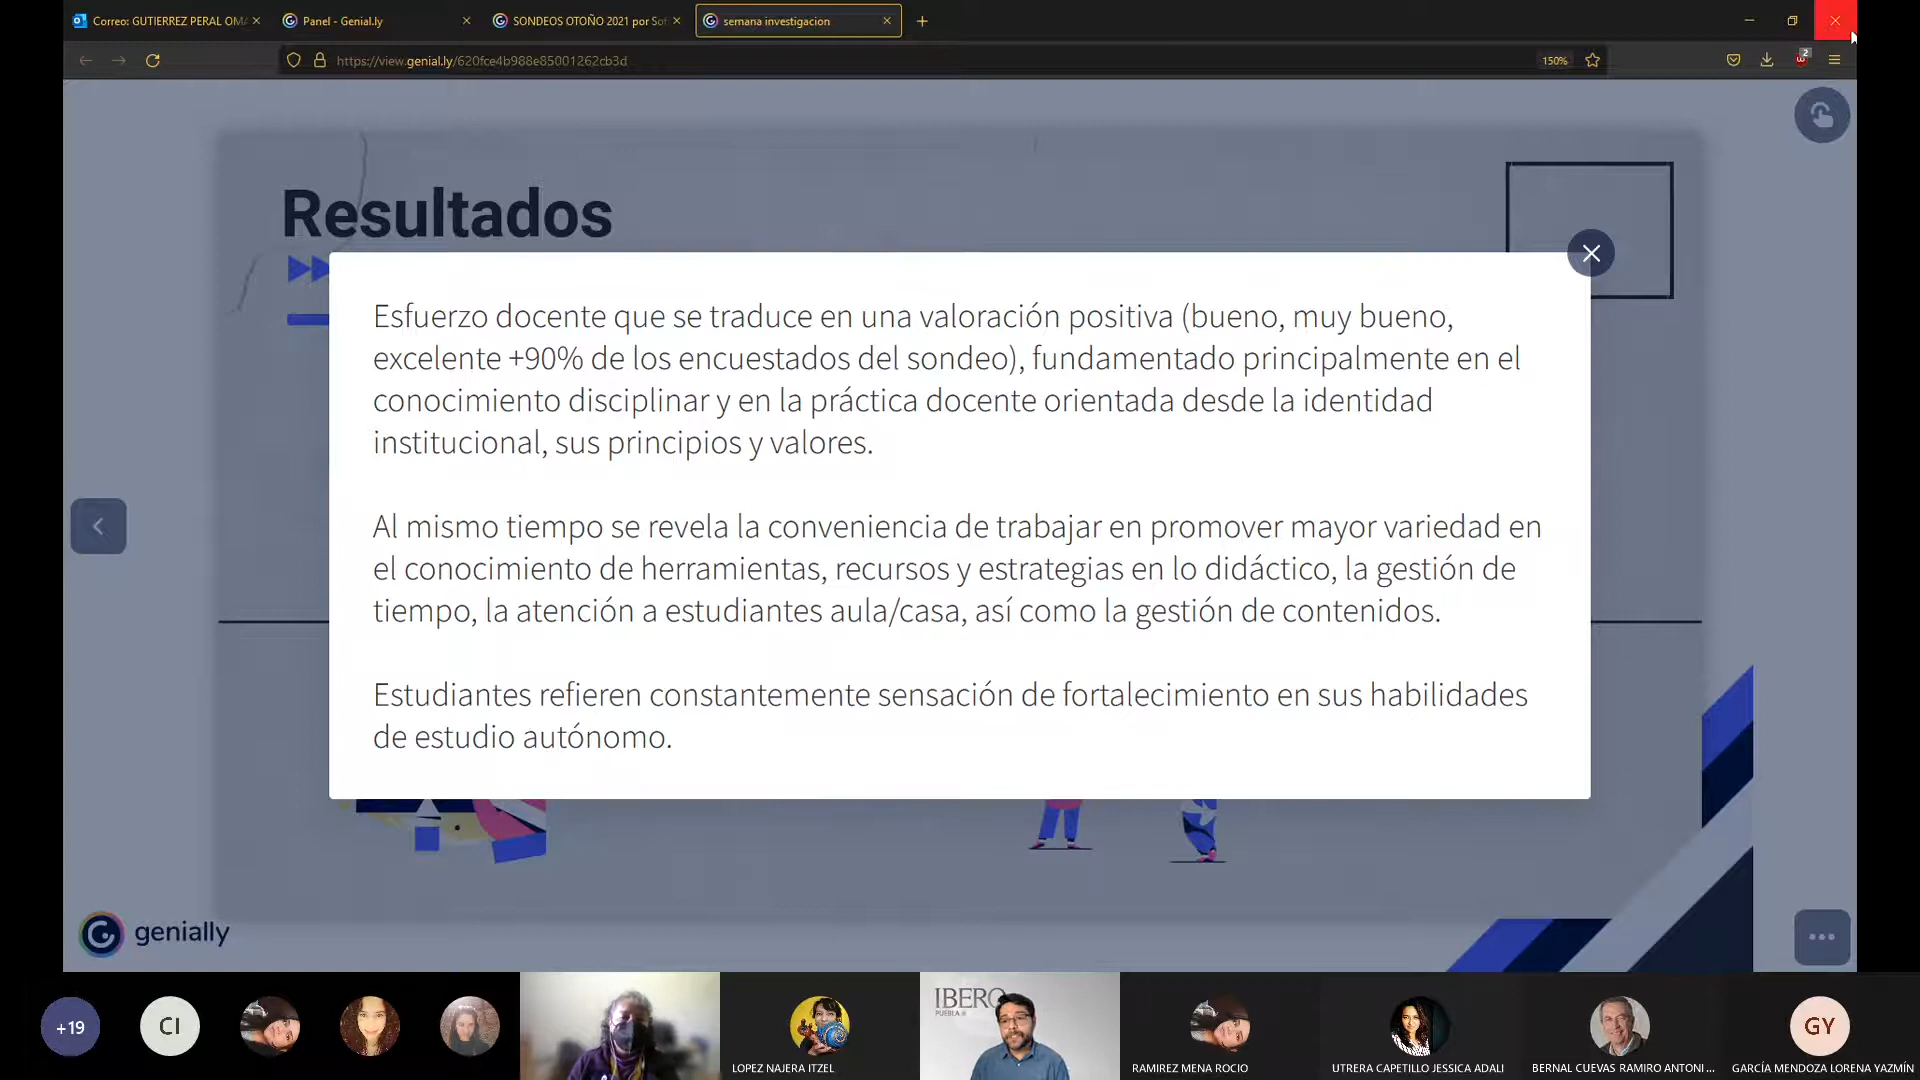 Correo: GUTIERREZ PERAL OMA
Panel - Genial.ly
SONDEOS OTOÑO 2021 por Sof
semana investigacion
https://view.genial.ly/620fce4b988e85001262cb3d
150%
2
Resultados
Esfuerzo docente que se traduce en una valoración positiva (bueno, muy bueno,
excelente +90% de los encuestados del sondeo), fundamentado principalmente en el
conocimiento disciplinar y en la práctica docente orientada desde la identidad
institucional, sus principios y valores.
Al mismo tiempo se revela la conveniencia de trabajar en promover mayor variedad en
el conocimiento de herramientas, recursos y estrategias en lo didáctico, la gestión de
tiempo, la atención a estudiantes aula/casa, así como la gestión de contenidos.
Estudiantes refieren constantemente sensación de fortalecimiento en sus habilidades
de estudio autónomo.
genially
+19
CI
IBERO
PUEBLA
GY
LOPEZ NAJERA ITZEL
RAMIREZ MENA ROCIO
UTRERA CAPETILLO JESSICA ADALI
BERNAL CUEVAS RAMIRO ANTONI ...
GARCÍA MENDOZA LORENA YAZMÍN